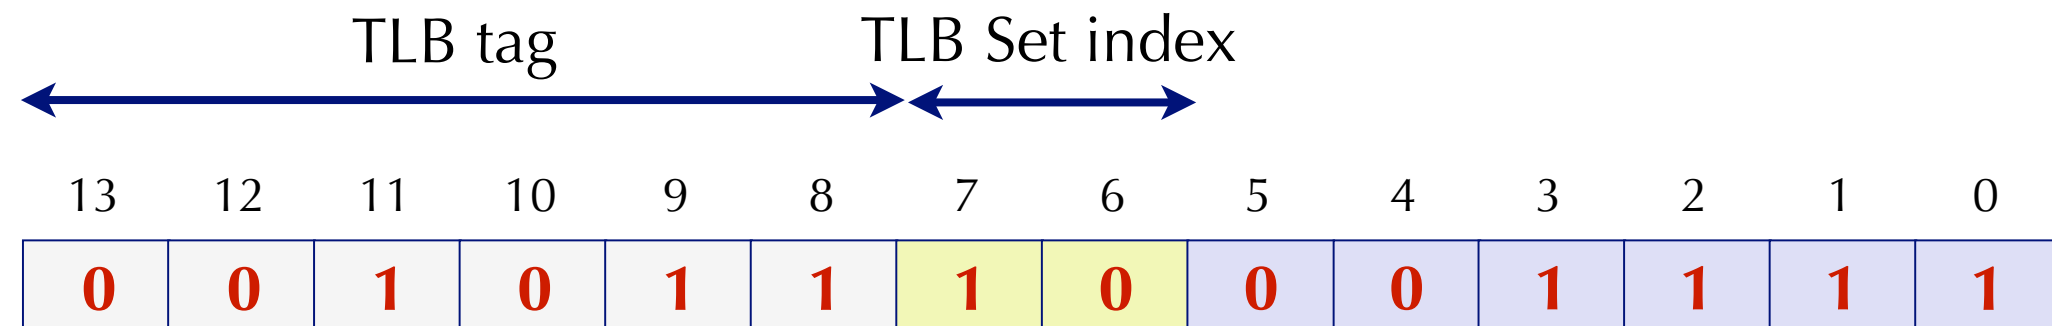 TLB tag TLB Set index
13 12 11 10 9 8 7 6 5 4 3 2 1 0
0 0 1 0 1 1 1 0 0 0 1 1 1 1